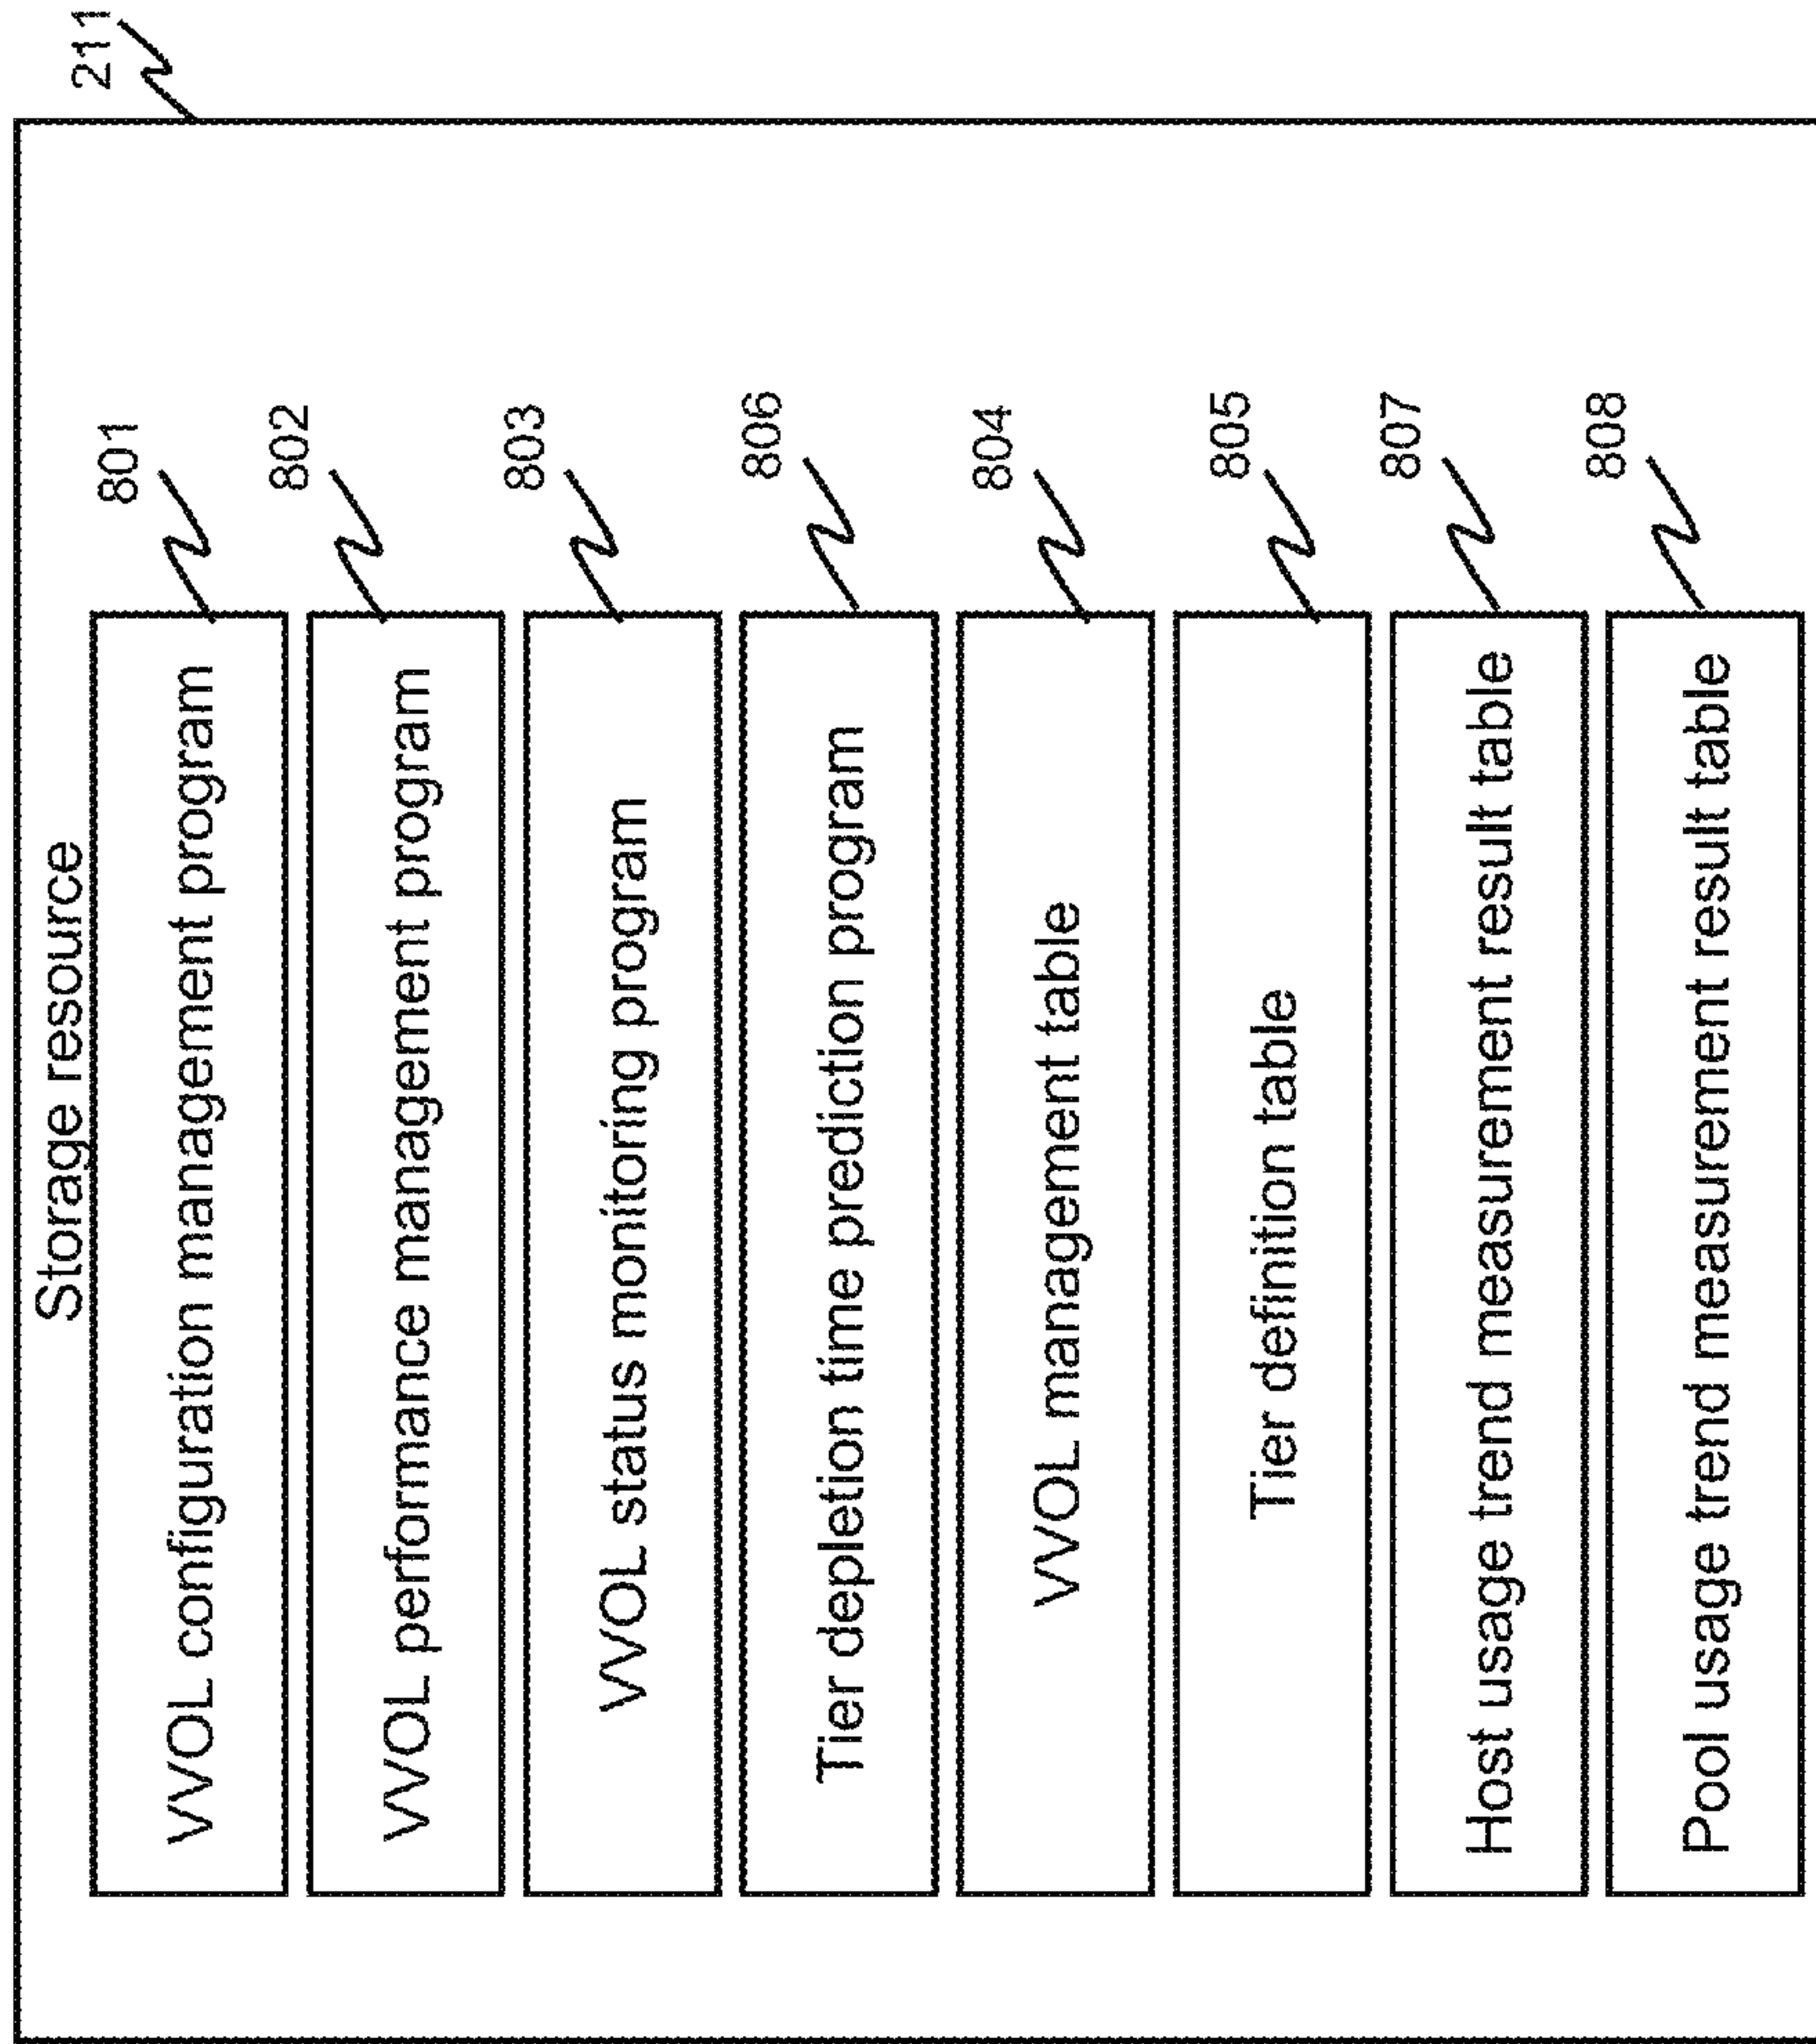 Storage resource
211
VVOL configuration management program
801
VVOL performance management program
802
VVOL status monitoring program
803
Tier depletion time prediction program
806
VVOL management table
804
Tier definition table
805
Host usage trend measurement result table
807
Pool usage trend measurement result table
808